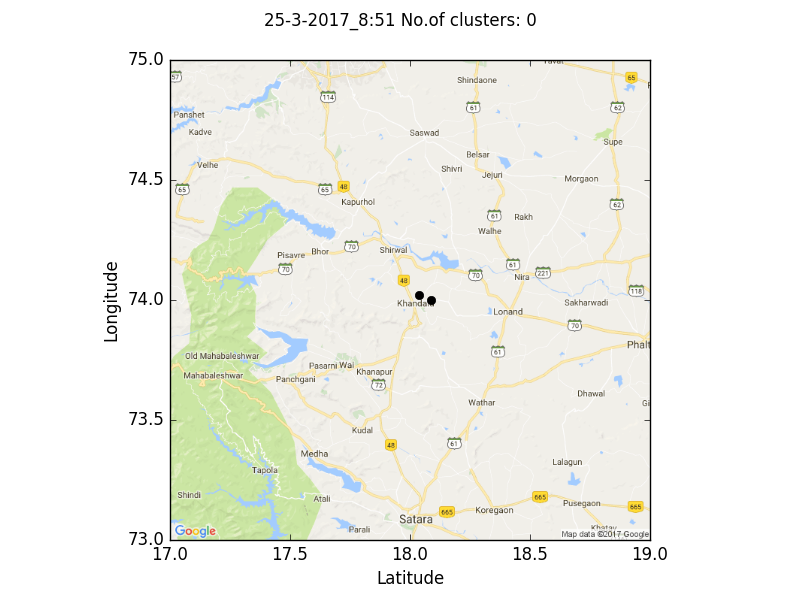 25-3-2017_8:51 No.of clusters: 0
75.0
57
65
Shindaone
114
61
62
Panshet
Kadve
Saswad
Supe
Belsar
Velhe
Shivri
Jejuri
Morgaon
74.5
65
65
48
Kapurhol
62
61
Rakh
Walhe
70
Pisavre
Bhor
Shirwal
70
48
70
61
221
Nira
118
74.0
Sakharwadi
Lonand
70
Longitude
Old Mahabaleshwar
61
Phalt
Mahabaleshwar
Panchgani
Pasarni
Wai
Khanapur
72
Dhawal
Wathar
Gi
73.5
Kudal
48
61
Medha
Tapola
Lalagun
Shindi
Atali
665
665
665
Koregaon
Pusegaon
Satara
Parali
Khatav
Google
Map data ©2017 Google
73.0
17.0
17.5
18.0
18.5
19.0
Latitude